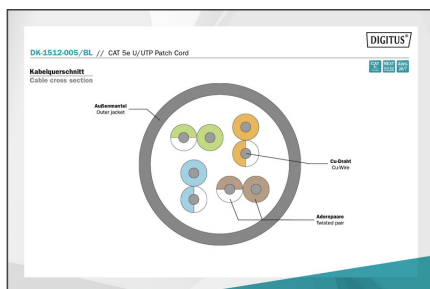 DIGITUS®
DK-1512-005/BL // CAT 5e U/UTP Patch Cord
Kabelquerschnitt
Cable cross section
Außenmantel
Outer jacket
Cu-Draht
Cu-Wire
Adernpaare
Twisted pair